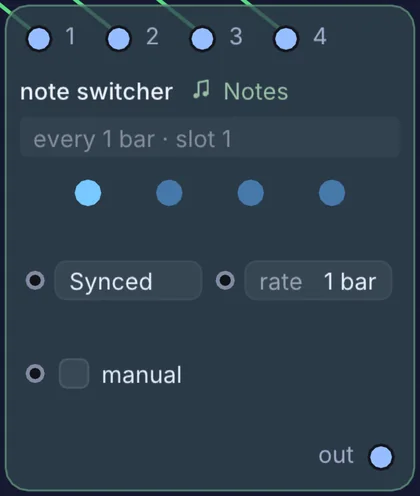 1 2 3 4
note switcher Notes
every 1 bar · slot 1
Synced rate 1 bar
manual
out